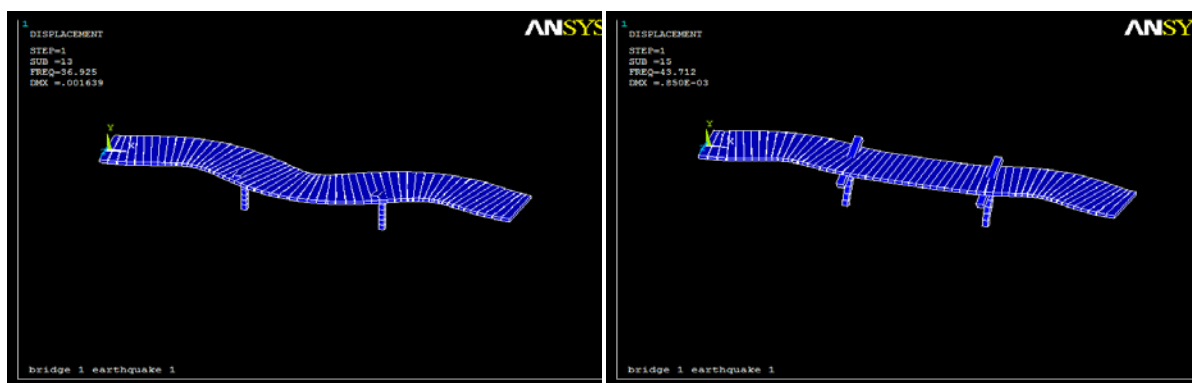 1
ANSYS
DISPLACEMENT
STEP=1
SUB =13
FREQ=36.925
DMX =.001639
Y
X
bridge 1 earthquake 1
1
ANSYS
DISPLACEMENT
STEP=1
SUB =15
FREQ=43.712
DMX =.850E-03
Y
X
bridge 1 earthquake 1